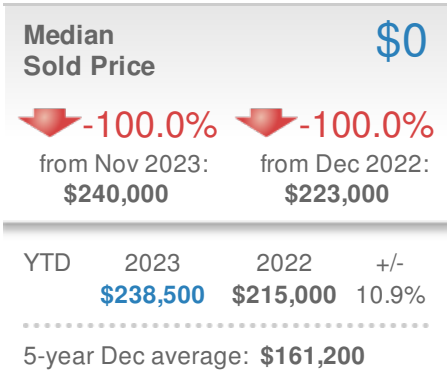 Median $0
Sold Price
-100.0% -100.0%
from Nov 2023: from Dec 2022:
$240,000 $223,000
YTD 2023 2022 +/-
$238,500 $215,000 10.9%
5-year Dec average: $161,200